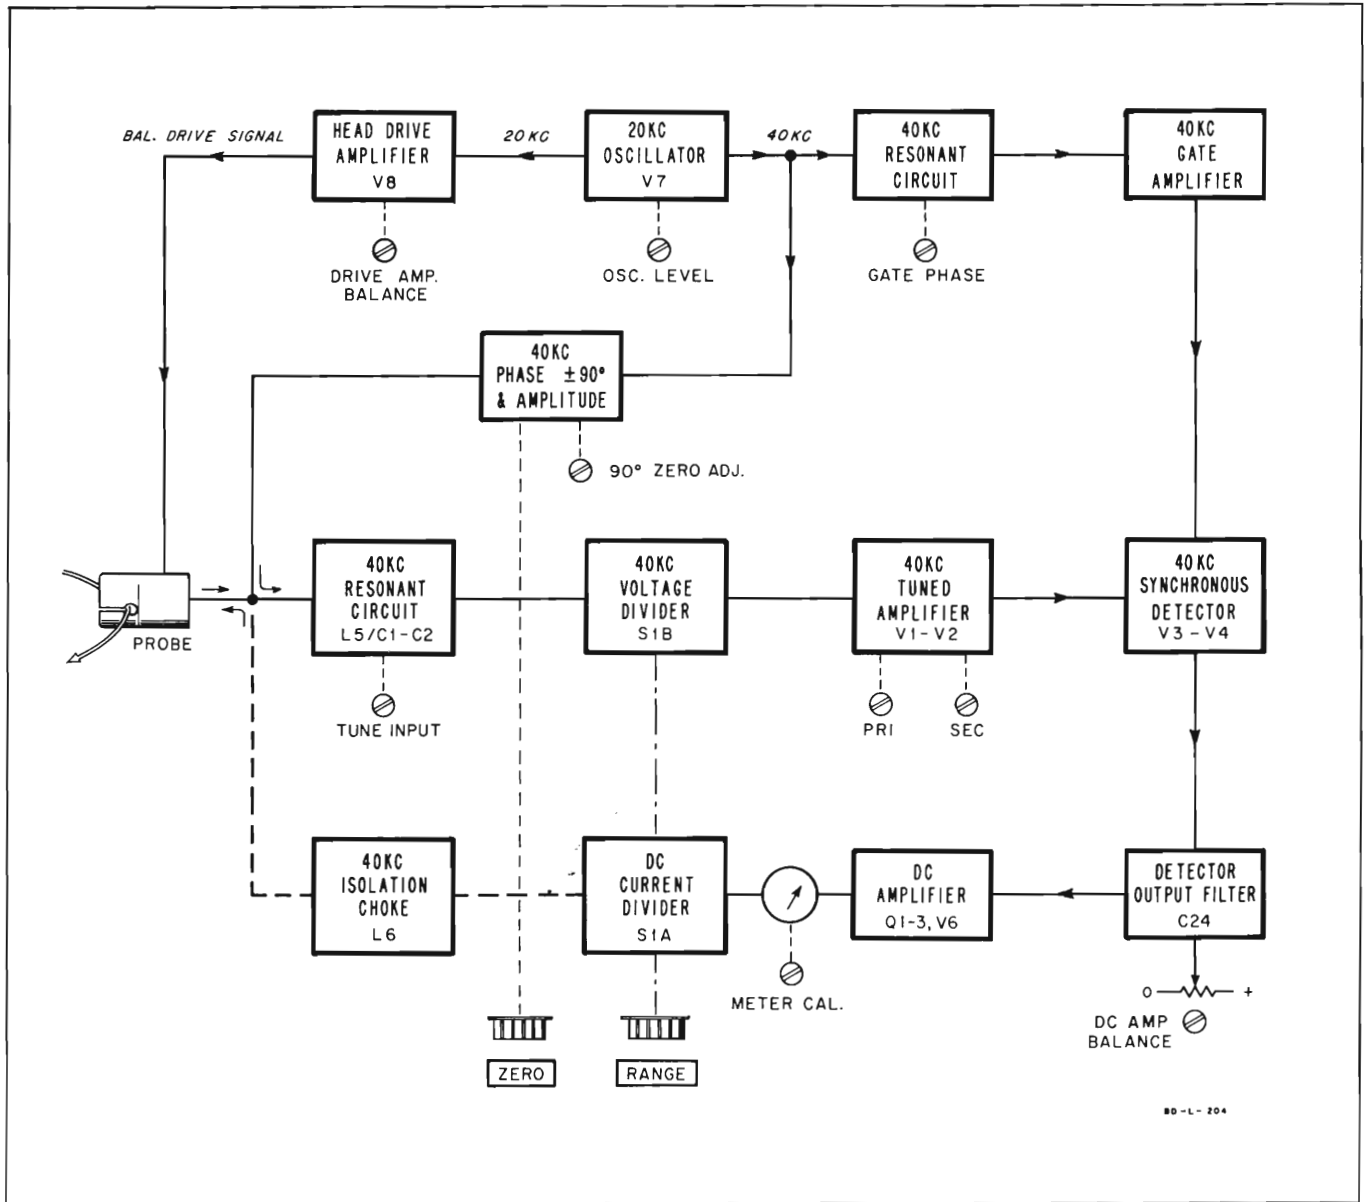 BAL. DRIVE SIGNAL
HEAD DRIVE
AMPLIFIER
V8
20KC
20KC
OSCILLATOR
V7
40KC
40KC
RESONANT
CIRCUIT
40KC
GATE
AMPLIFIER
DRIVE AMP.
BALANCE
OSC. LEVEL
GATE PHASE
40KC
PHASE ±90°
& AMPLITUDE
90° ZERO ADJ.
PROBE
40KC
RESONANT
CIRCUIT
L5/C1-C2
40KC
VOLTAGE
DIVIDER
S1B
40KC
TUNED
AMPLIFIER
V1-V2
40KC
SYNCHRONOUS
DETECTOR
V3-V4
TUNE INPUT
PRI
SEC
40KC
ISOLATION
CHOKE
L6
DC
CURRENT
DIVIDER
S1A
DC
AMPLIFIER
Q1-3, V6
DETECTOR
OUTPUT FILTER
C24
METER CAL.
0 +
DC AMP
BALANCE
ZERO
RANGE
BD-L-204